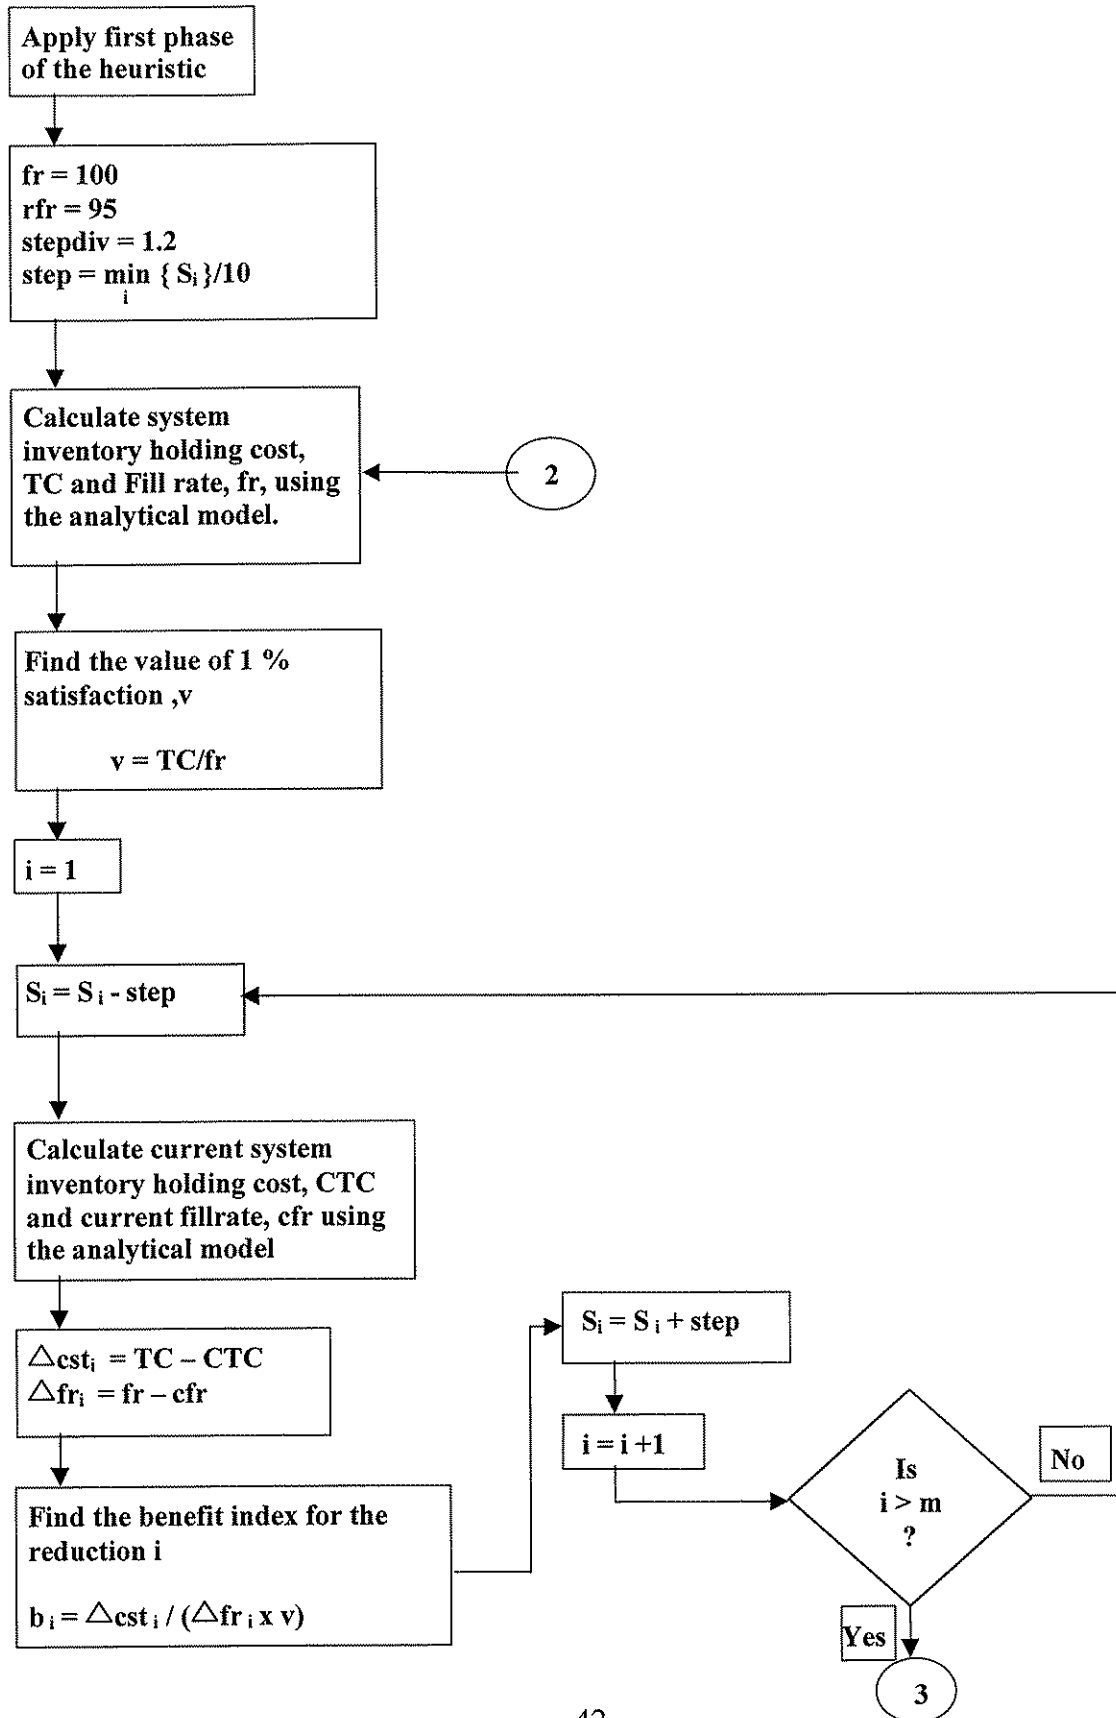 Apply first phase
of the heuristic
fr = 100
rfr = 95
stepdiv = 1.2
step = min { Sᵢ}/10
i
Calculate system
inventory holding cost,
TC and Fill rate, fr, using
the analytical model.
2
Find the value of 1 %
satisfaction ,v
v = TC/fr
i = 1
Sᵢ = S ᵢ - step
Calculate current system
inventory holding cost, CTC
and current fillrate, cfr using
the analytical model
△cstᵢ = TC – CTC
△frᵢ = fr – cfr
Find the benefit index for the
reduction i
b ᵢ = △cst ᵢ / (△fr ᵢ x v)
Sᵢ = S ᵢ + step
i = i +1
Is
i > m
?
No
Yes
3